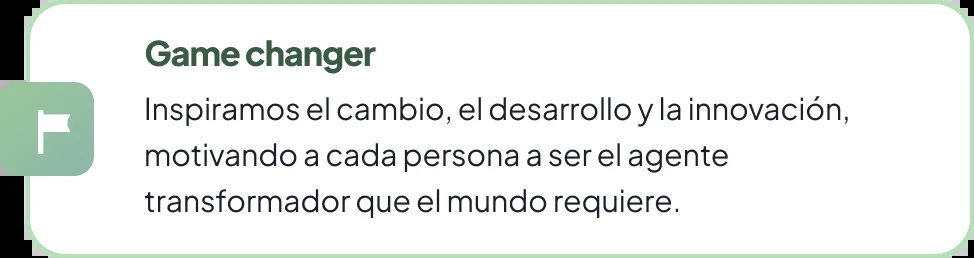 Game changer
Inspiramos el cambio, el desarrollo y la innovación,
motivando a cada persona a ser el agente
transformador que el mundo requiere.